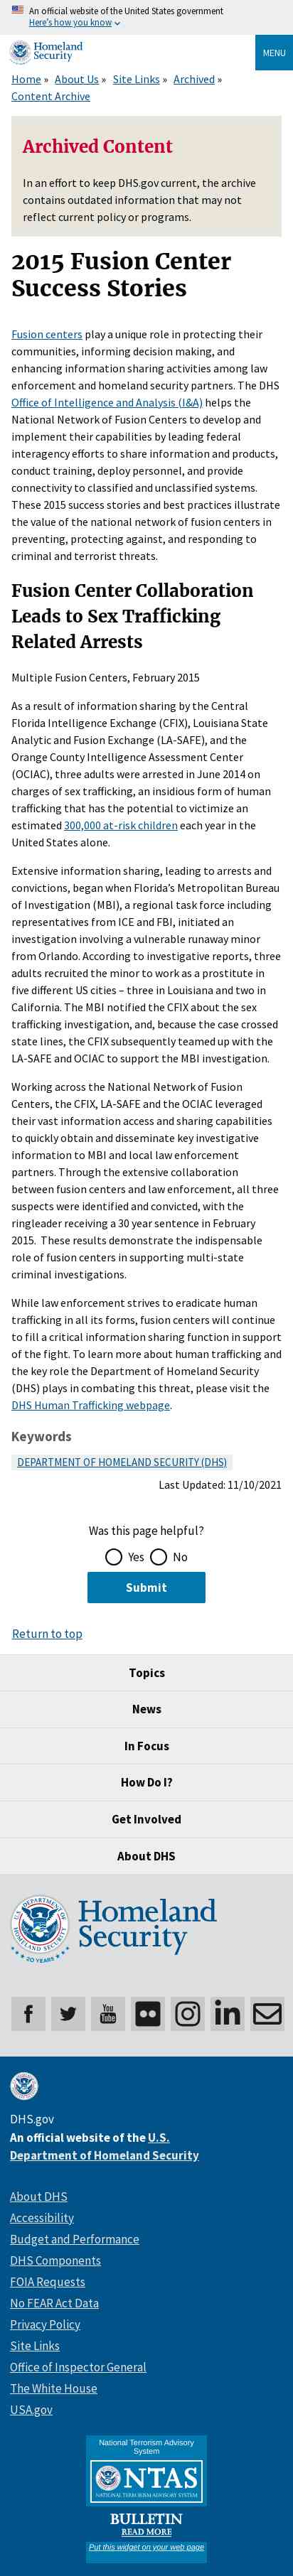 An official website of the United States government
Here's how you know
Homeland
Security
MENU
Home » About Us » Site Links » Archived »
Content Archive
Archived Content
In an effort to keep DHS.gov current, the archive
contains outdated information that may not
reflect current policy or programs.
2015 Fusion Center
Success Stories
Fusion centers play a unique role in protecting their
communities, informing decision making, and
enhancing information sharing activities among law
enforcement and homeland security partners. The DHS
Office of Intelligence and Analysis (I&A) helps the
National Network of Fusion Centers to develop and
implement their capabilities by leading federal
interagency efforts to share information and products,
conduct training, deploy personnel, and provide
connectivity to classified and unclassified systems.
These 2015 success stories and best practices illustrate
the value of the national network of fusion centers in
preventing, protecting against, and responding to
criminal and terrorist threats.
Fusion Center Collaboration
Leads to Sex Trafficking
Related Arrests
Multiple Fusion Centers, February 2015
As a result of information sharing by the Central
Florida Intelligence Exchange (CFIX), Louisiana State
Analytic and Fusion Exchange (LA-SAFE), and the
Orange County Intelligence Assessment Center
(OCIAC), three adults were arrested in June 2014 on
charges of sex trafficking, an insidious form of human
trafficking that has the potential to victimize an
estimated 300,000 at-risk children each year in the
United States alone.
Extensive information sharing, leading to arrests and
convictions, began when Florida's Metropolitan Bureau
of Investigation (MBI), a regional task force including
representatives from ICE and FBI, initiated an
investigation involving a vulnerable runaway minor
from Orlando. According to investigative reports, three
adults recruited the minor to work as a prostitute in
five different US cities – three in Louisiana and two in
California. The MBI notified the CFIX about the sex
trafficking investigation, and, because the case crossed
state lines, the CFIX subsequently teamed up with the
LA-SAFE and OCIAC to support the MBI investigation.
Working across the National Network of Fusion
Centers, the CFIX, LA-SAFE and the OCIAC leveraged
their vast information access and sharing capabilities
to quickly obtain and disseminate key investigative
information to MBI and local law enforcement
partners. Through the extensive collaboration
between fusion centers and law enforcement, all three
suspects were identified and convicted, with the
ringleader receiving a 30 year sentence in February
2015.  These results demonstrate the indispensable
role of fusion centers in supporting multi-state
criminal investigations.
While law enforcement strives to eradicate human
trafficking in all its forms, fusion centers will continue
to fill a critical information sharing function in support
of the fight. To learn more about human trafficking and
the key role the Department of Homeland Security
(DHS) plays in combating this threat, please visit the
DHS Human Trafficking webpage.
Keywords
DEPARTMENT OF HOMELAND SECURITY (DHS)
Last Updated: 11/10/2021
Was this page helpful?
Yes No
Submit
Return to top
Topics
News
In Focus
How Do I?
Get Involved
About DHS
Homeland
Security
You
Tube
in
DHS.gov
An official website of the U.S.
Department of Homeland Security
About DHS
Accessibility
Budget and Performance
DHS Components
FOIA Requests
No FEAR Act Data
Privacy Policy
Site Links
Office of Inspector General
The White House
USA.gov
National Terrorism Advisory
System
NTAS
NATIONAL TERRORISM ADVISORY SYSTEM
BULLETIN
READ MORE
Put this widget on your web page